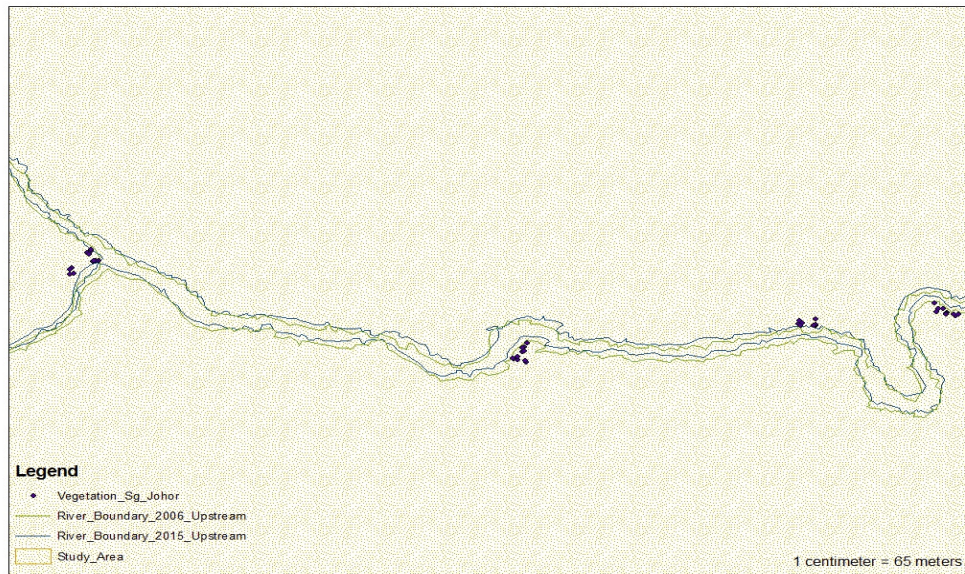 Legend
Vegetation_Sg_Johor
River_Boundary_2006_Upstream
River_Boundary_2015_Upstream
Study_Area
1 centimeter = 65 meters